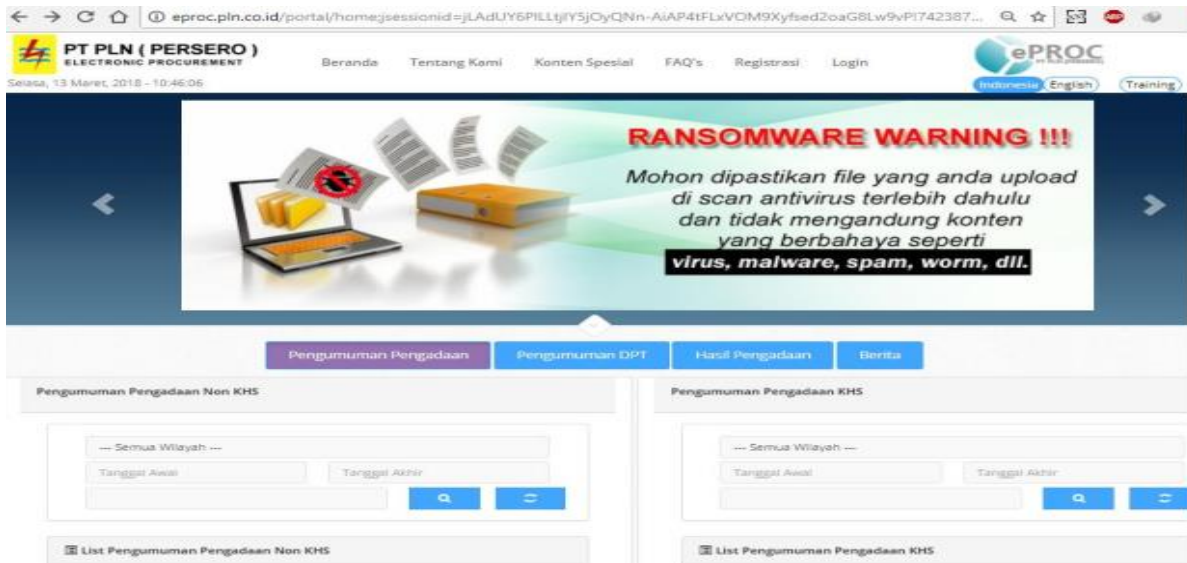 eproc.pln.co.id/portal/home;jsessionid=
PT PLN ( PERSERO )
ELECTRONIC PROCUREMENT
Beranda Tentang Kami Konten Spesial FAQ's Registrasi Login
ePROC
Selasa, 13 Maret, 2018 - 10:46:06
Indonesia English Training
RANSOMWARE WARNING !!!
Mohon dipastikan file yang anda upload
di scan antivirus terlebih dahulu
dan tidak mengandung konten
yang berbahaya seperti
virus, malware, spam, worm, dll.
Pengumuman Pengadaan Pengumuman DPT Hasil Pengadaan Berita
Pengumuman Pengadaan Non KHS
--- Semua Wilayah ---
Tanggal Awal Tanggal Akhir
List Pengumuman Pengadaan Non KHS
Pengumuman Pengadaan KHS
--- Semua Wilayah ---
Tanggal Awal Tanggal Akhir
List Pengumuman Pengadaan KHS